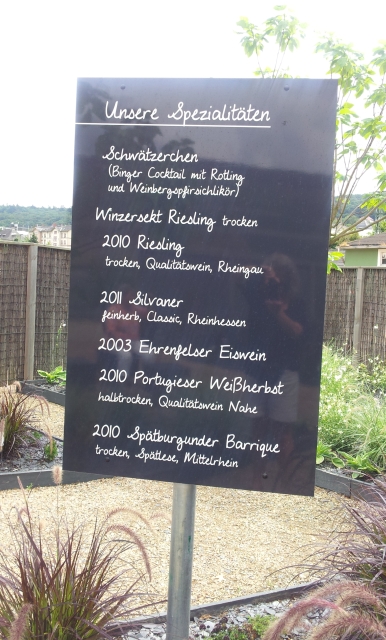 Unsere Spezialitäten
Schwätzerchen
(Binger Cocktail mit Rotling
und Weinbergspfirsichlikör)
Winzersekt Riesling trocken
2010 Riesling
trocken, Qualitätswein, Rheingau
2011 Silvaner
feinherb, Classic, Rheinhessen
2003 Ehrenfelser Eiswein
2010 Portugieser Weißherbst
halbtrocken, Qualitätswein Nahe
2010 Spätburgunder Barrique
trocken, Spätlese, Mittelrhein